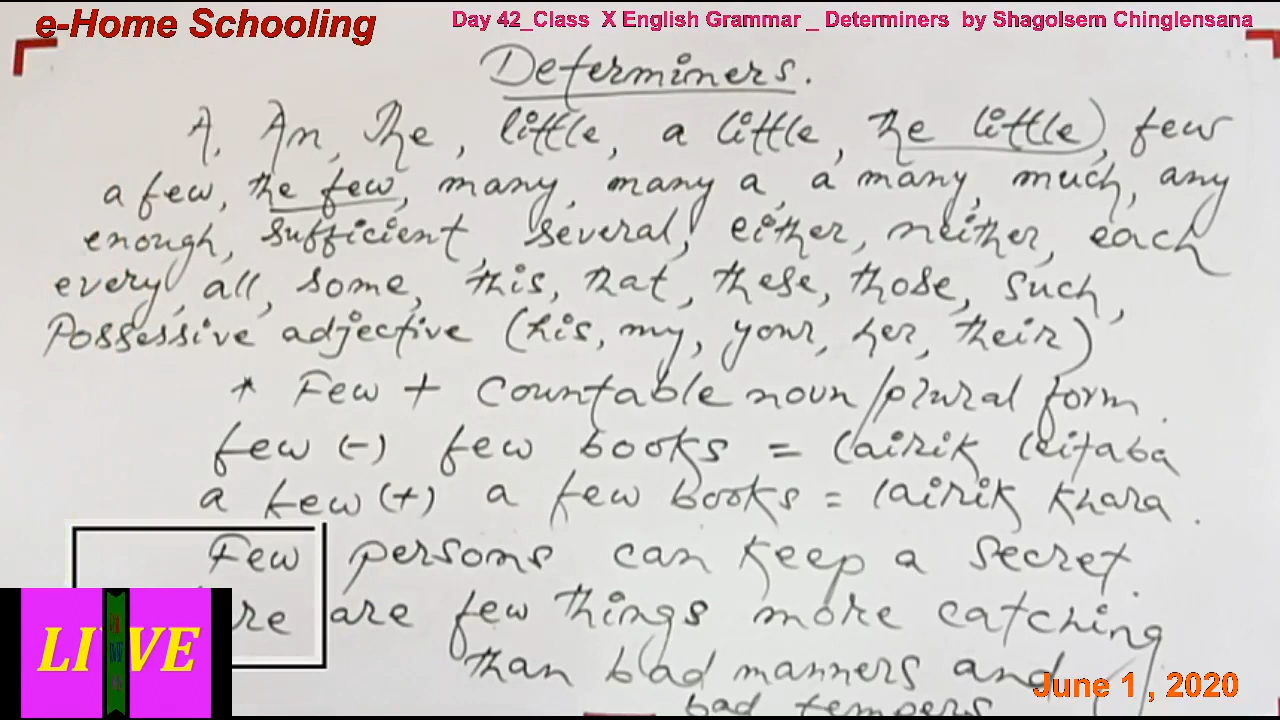 e-Home Schooling
Day 42_Class X English Grammar _ Determiners by Shagolsem Chinglensana
Determiners.
A, An, The, little, a little, the little, few
a few, the few, many, many a, a many, much, any
enough, sufficient, several, either, neither, each
every, all, some, this, that, these, those, such,
Possessive adjective (his, my, your, her, their)
* Few + Countable noun/plural form.
few (-) few books = lairik leitaba
a few (+) a few books = lairik khara.
Few persons can keep a secret.
re are few things more catching
than bad manners and
bad tempers
LIVE
June 1 , 2020